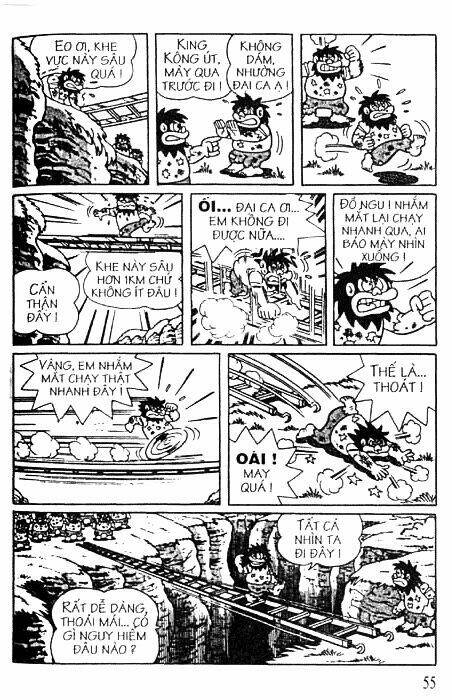 EO ƠI, KHE
VỰC NÀY SÂU
QUÁ !
KING
KÔNG ÚT,
MÀY QUA
TRƯỚC ĐI !
KHÔNG
DÁM,
NHƯỜNG
ĐẠI CA Ạ !
CẨN
THẬN
ĐẤY !
KHE NÀY SÂU
HƠN 1KM CHỨ
KHÔNG ÍT ĐÂU !
ỐI... ĐẠI CA ƠI...
EM KHÔNG ĐI
ĐƯỢC NỮA....
ĐỒ NGU ! NHẮM
MẮT LẠI CHẠY
NHANH QUA, AI
BẢO MÀY NHÌN
XUỐNG !
VÂNG, EM NHẮM
MẮT CHẠY THẬT
NHANH ĐÂY !
THẾ LÀ...
THOÁT !
OÁI !
MAY
QUÁ !
TẤT CẢ
NHÌN TA
ĐI ĐÂY !
RẤT DỄ DÀNG,
THOẢI MÁI... CÓ
GÌ NGUY HIỂM
ĐÂU NÀO ?
55